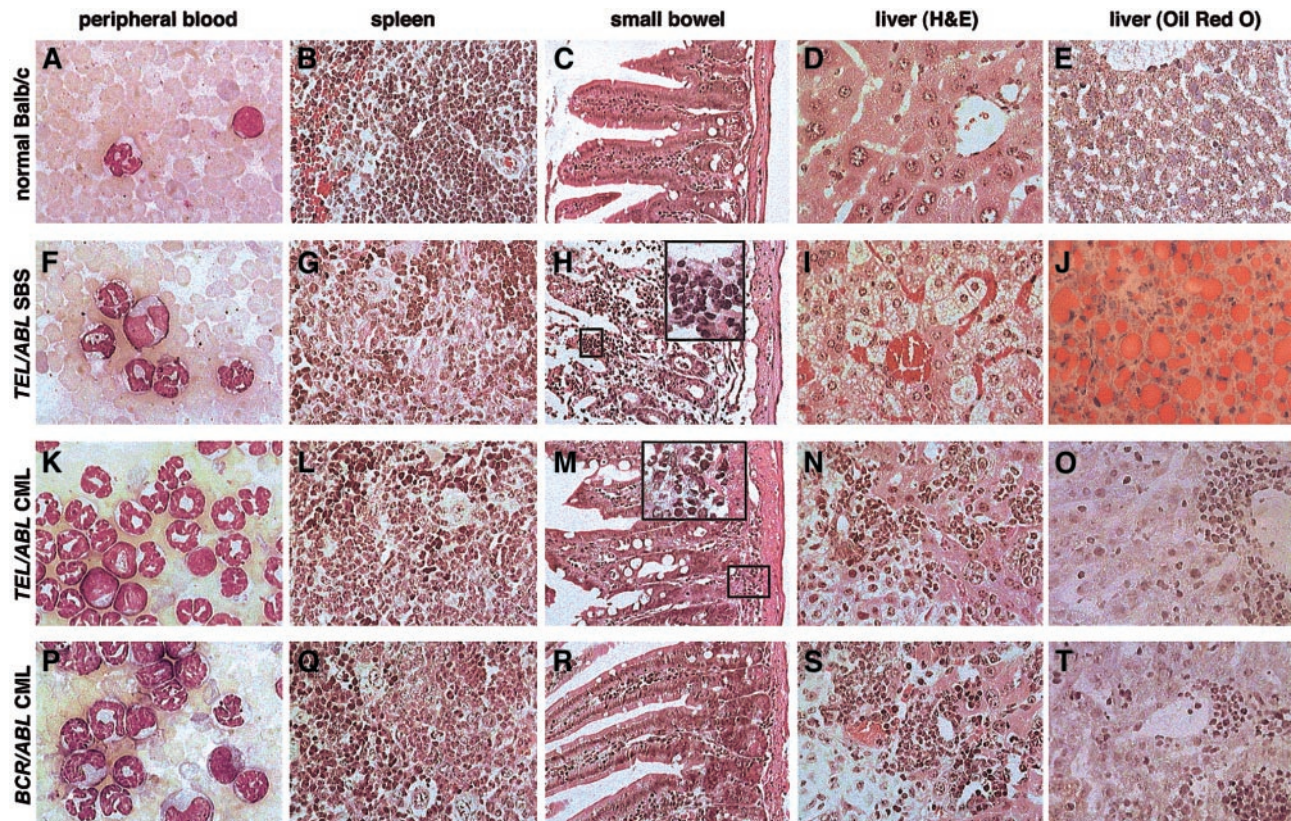 peripheral blood spleen small bowel liver (H&E) liver (Oil Red O)
normal Balb/c
A B C D E
TEL/ABL SBS
F G H I J
TEL/ABL CML
K L M N O
BCR/ABL CML
P Q R S T